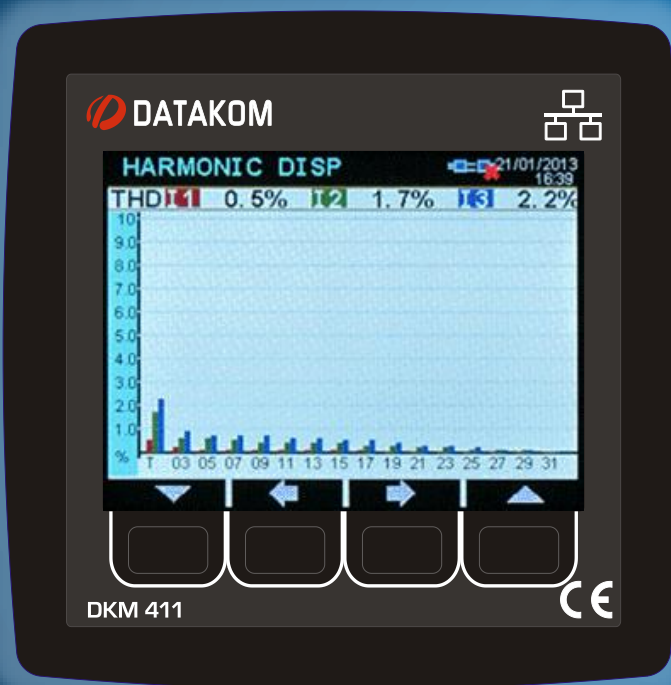 DATAKOM
HARMONIC DISP 21/01/2013
16:39
THD I1 0.5% I2 1.7% I3 2.2%
10
9.0
8.0
7.0
6.0
5.0
4.0
3.0
2.0
1.0
% T 03 05 07 09 11 13 15 17 19 21 23 25 27 29 31
DKM 411 CE